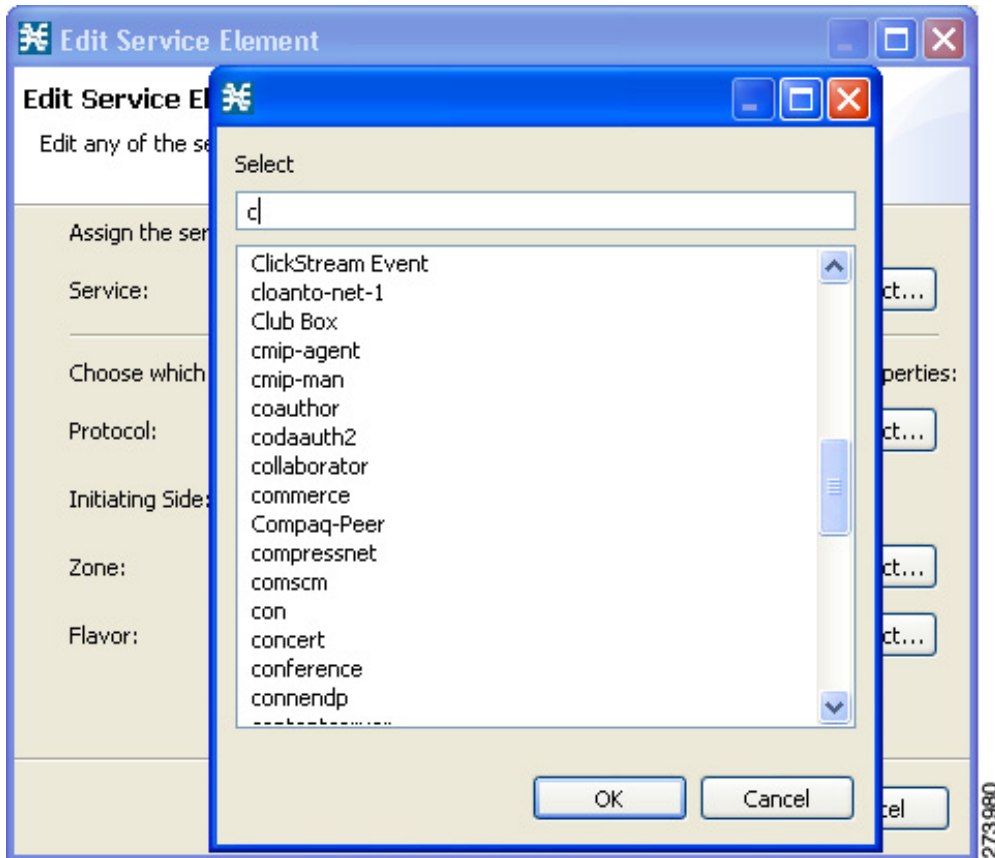 Edit Service Element
Edit Service El
Edit any of the se
Assign the ser
Service:
ct...
Choose which
perties:
Protocol:
ct...
Initiating Side:
Zone:
ct...
Flavor:
ct...
cel
Select
c
ClickStream Event
cloanto-net-1
Club Box
cmip-agent
cmip-man
coauthor
codaauth2
collaborator
commerce
Compaq-Peer
compressnet
comscm
con
concert
conference
connendp
OK
Cancel
273980